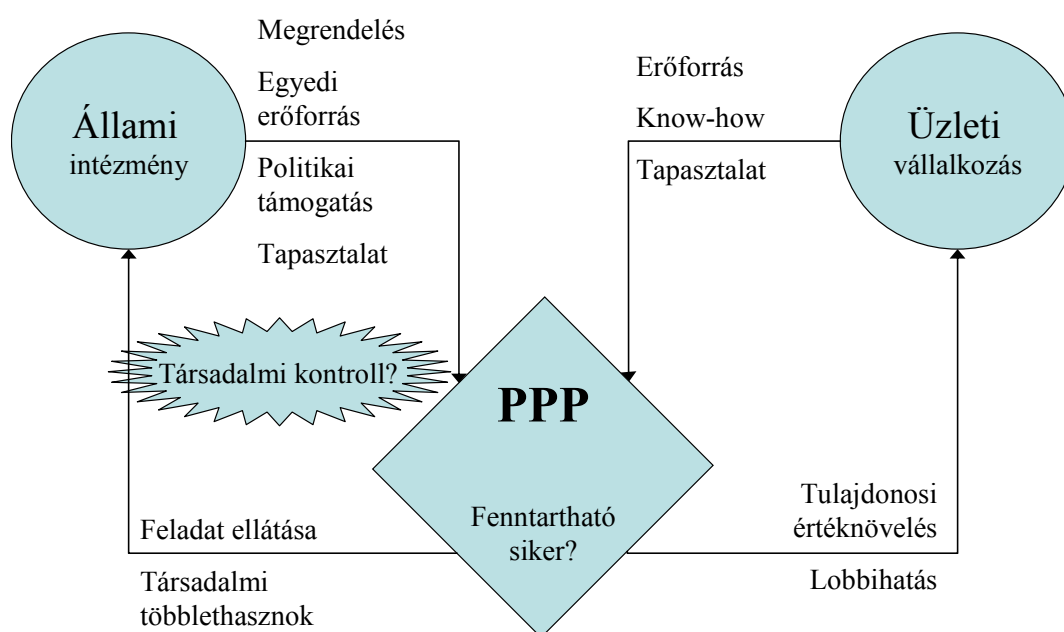 Állami
intézmény
Megrendelés
Egyedi
erőforrás
Politikai
támogatás
Tapasztalat
Erőforrás
Know-how
Tapasztalat
Üzleti
vállalkozás
Társadalmi kontroll?
PPP
Fenntartható
siker?
Feladat ellátása
Társadalmi
többlethasznok
Tulajdonosi
értéknövelés
Lobbihatás